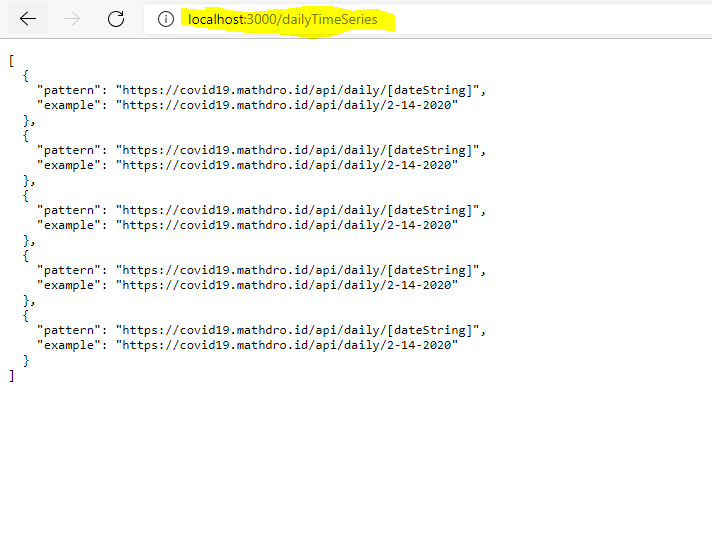 localhost:3000/dailyTimeSeries
[
  {
    "pattern": "https://covid19.mathdro.id/api/daily/[dateString]",
    "example": "https://covid19.mathdro.id/api/daily/2-14-2020"
  },
  {
    "pattern": "https://covid19.mathdro.id/api/daily/[dateString]",
    "example": "https://covid19.mathdro.id/api/daily/2-14-2020"
  },
  {
    "pattern": "https://covid19.mathdro.id/api/daily/[dateString]",
    "example": "https://covid19.mathdro.id/api/daily/2-14-2020"
  },
  {
    "pattern": "https://covid19.mathdro.id/api/daily/[dateString]",
    "example": "https://covid19.mathdro.id/api/daily/2-14-2020"
  },
  {
    "pattern": "https://covid19.mathdro.id/api/daily/[dateString]",
    "example": "https://covid19.mathdro.id/api/daily/2-14-2020"
  }
]